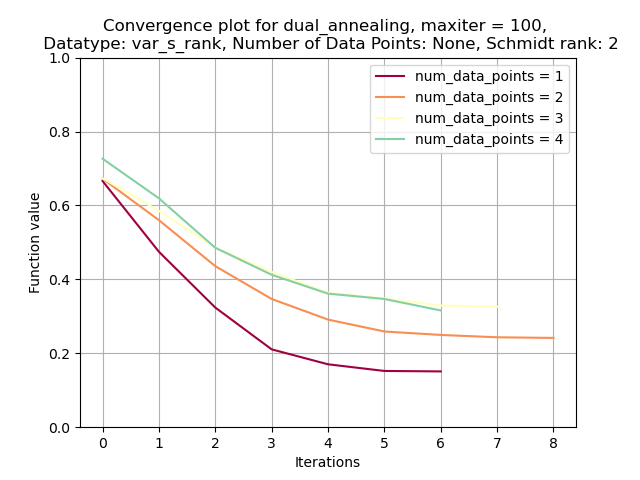 Convergence plot for dual_annealing, maxiter = 100,
Datatype: var_s_rank, Number of Data Points: None, Schmidt rank: 2
1.0
0.8
0.6
0.4
0.2
0.0
Function value
num_data_points = 1
num_data_points = 2
num_data_points = 3
num_data_points = 4
0 1 2 3 4 5 6 7 8
Iterations